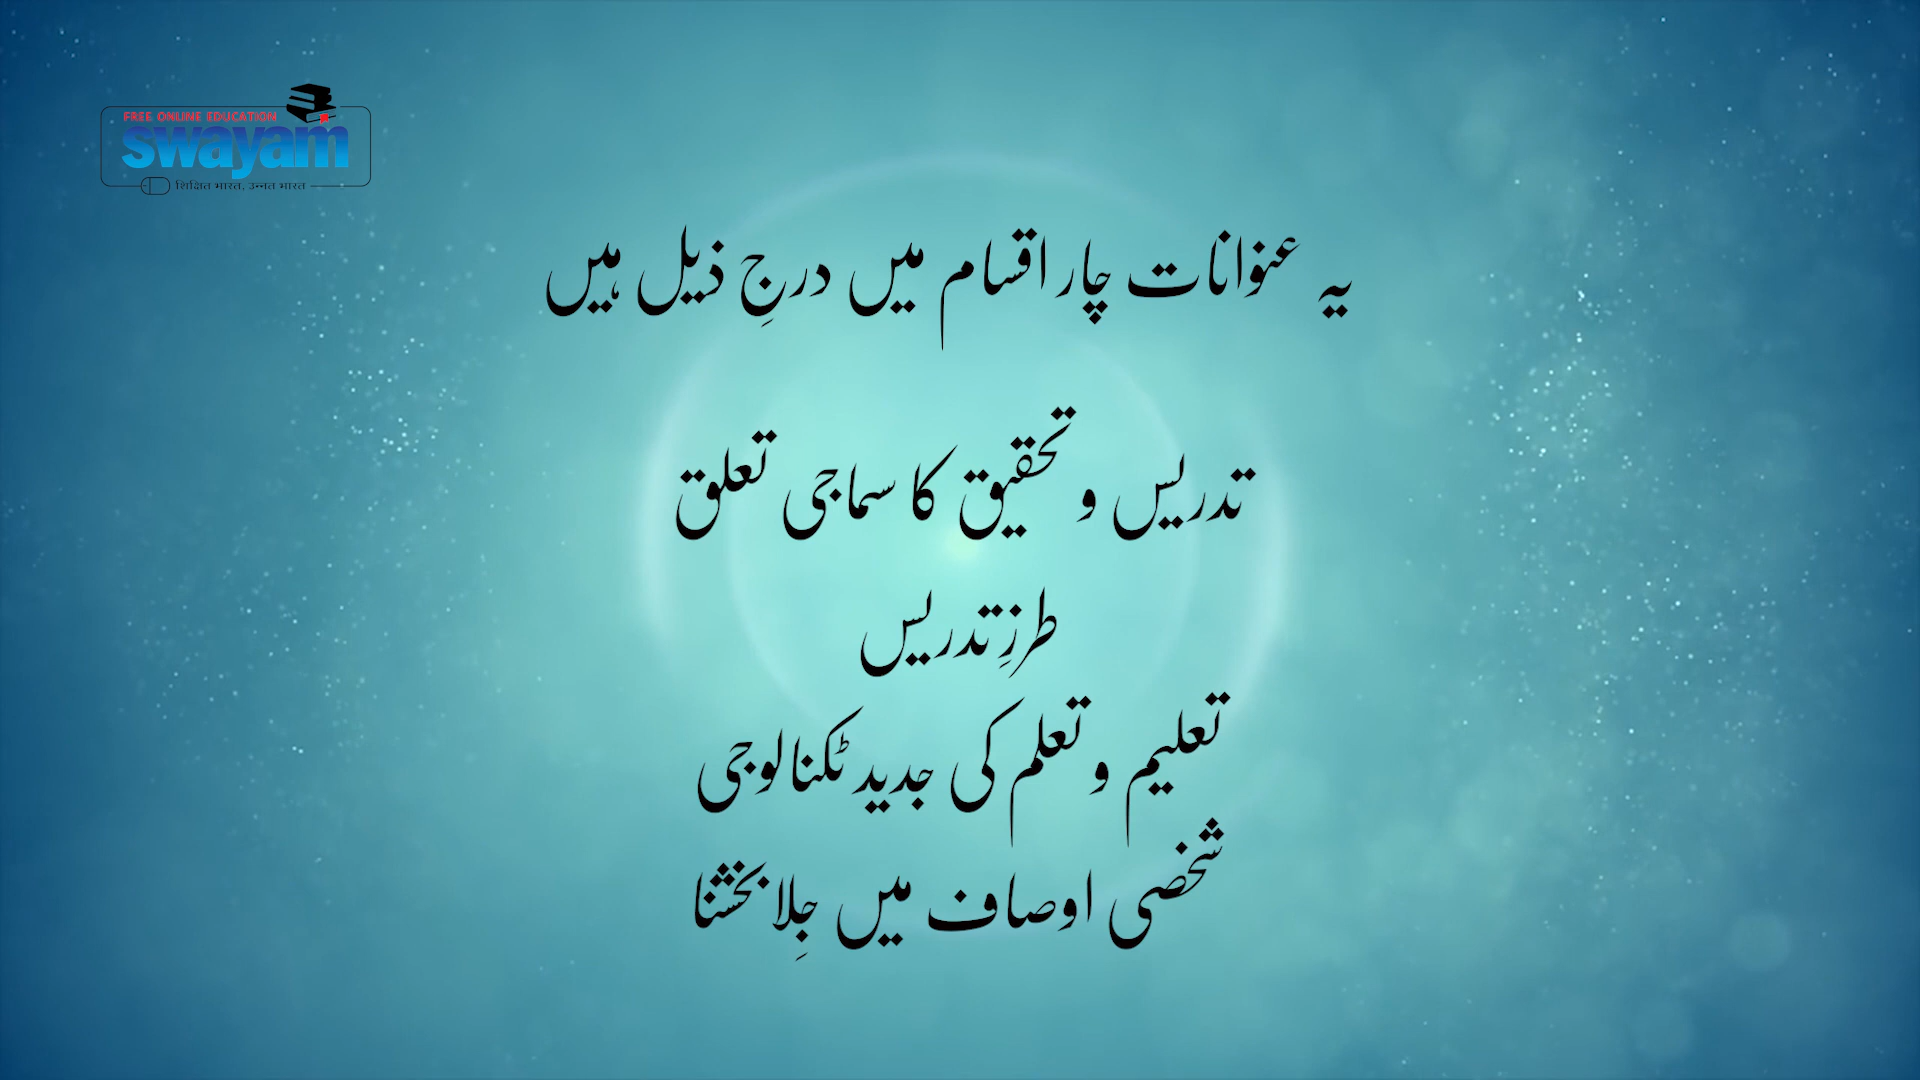 FREE ONLINE EDUCATION
swayam
शिक्षित भारत, उन्नत भारत
یہ عنوانات چار اقسام میں درجِ ذیل ہیں
تدریس و تحقیق کا سماجی تعلق
طرزِ تدریس
تعلیم و تعلم کی جدید ٹکنالوجی
شخصی اوصاف میں جِلا بخشنا